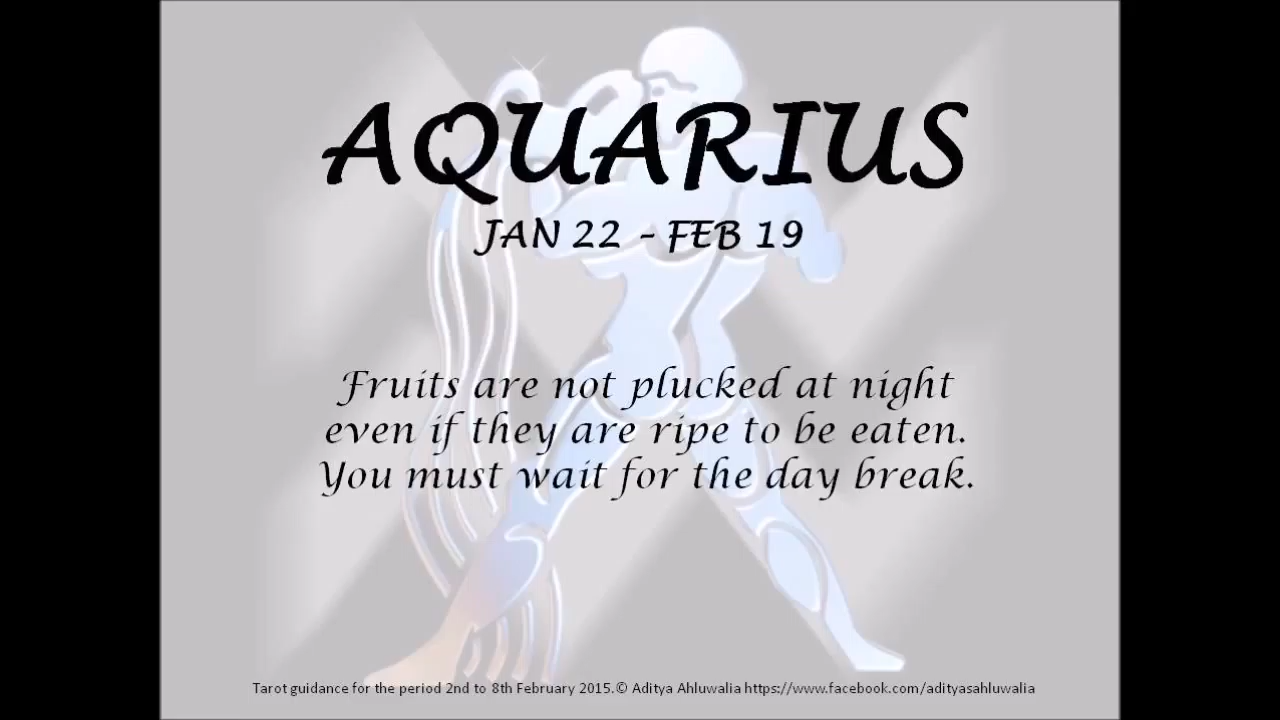 AQUARIUS
JAN 22 - FEB 19
Fruits are not plucked at night
even if they are ripe to be eaten.
You must wait for the day break.
Tarot guidance for the period 2nd to 8th February 2015.© Aditya Ahluwalia https://www.facebook.com/adityasahluwalia